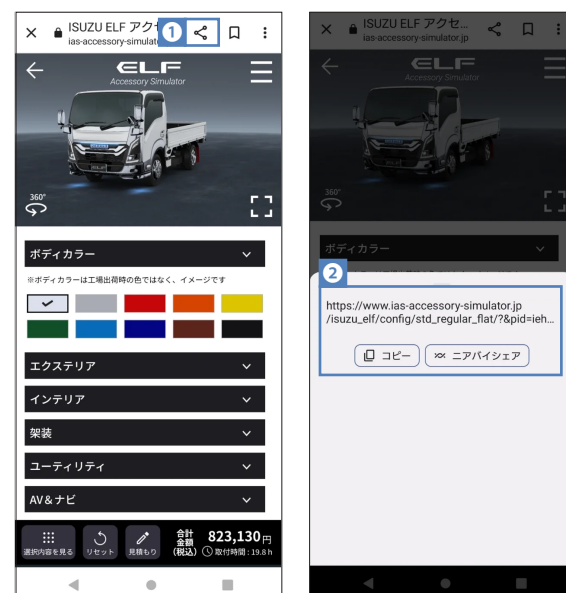 ISUZU ELF アクセ
ias-accessory-simulat
1
ELF
Accessory Simulator
360°
ボディカラー
※ボディカラーは工場出荷時の色ではなく、イメージです
エクステリア
インテリア
架装
ユーティリティ
AV&ナビ
選択内容を見る
リセット
見積もり
合計金額(税込)
823,130円
取付時間:19.8 h
ISUZU ELF アクセ...
ias-accessory-simulator.jp
ELF
Accessory Simulator
360°
ボディカラー
2
https://www.ias-accessory-simulator.jp
/isuzu_elf/config/std_regular_flat/?&pid=ieh...
コピー
ニアバイシェア